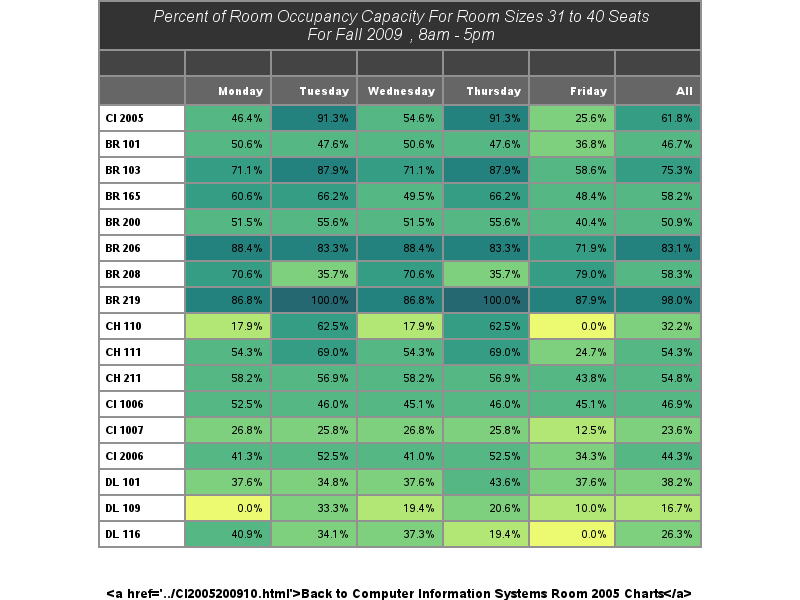 Percent of Room Occupancy Capacity For Room Sizes 31 to 40 Seats
For Fall 2009 , 8am - 5pm
Monday Tuesday Wednesday Thursday Friday All
CI 2005 46.4% 91.3% 54.6% 91.3% 25.6% 61.8%
BR 101 50.6% 47.6% 50.6% 47.6% 36.8% 46.7%
BR 103 71.1% 87.9% 71.1% 87.9% 58.6% 75.3%
BR 165 60.6% 66.2% 49.5% 66.2% 48.4% 58.2%
BR 200 51.5% 55.6% 51.5% 55.6% 40.4% 50.9%
BR 206 88.4% 83.3% 88.4% 83.3% 71.9% 83.1%
BR 208 70.6% 35.7% 70.6% 35.7% 79.0% 58.3%
BR 219 86.8% 100.0% 86.8% 100.0% 87.9% 98.0%
CH 110 17.9% 62.5% 17.9% 62.5% 0.0% 32.2%
CH 111 54.3% 69.0% 54.3% 69.0% 24.7% 54.3%
CH 211 58.2% 56.9% 58.2% 56.9% 43.8% 54.8%
CI 1006 52.5% 46.0% 45.1% 46.0% 45.1% 46.9%
CI 1007 26.8% 25.8% 26.8% 25.8% 12.5% 23.6%
CI 2006 41.3% 52.5% 41.0% 52.5% 34.3% 44.3%
DL 101 37.6% 34.8% 37.6% 43.6% 37.6% 38.2%
DL 109 0.0% 33.3% 19.4% 20.6% 10.0% 16.7%
DL 116 40.9% 34.1% 37.3% 19.4% 0.0% 26.3%
<a href='../CI2005200910.html'>Back to Computer Information Systems Room 2005 Charts</a>